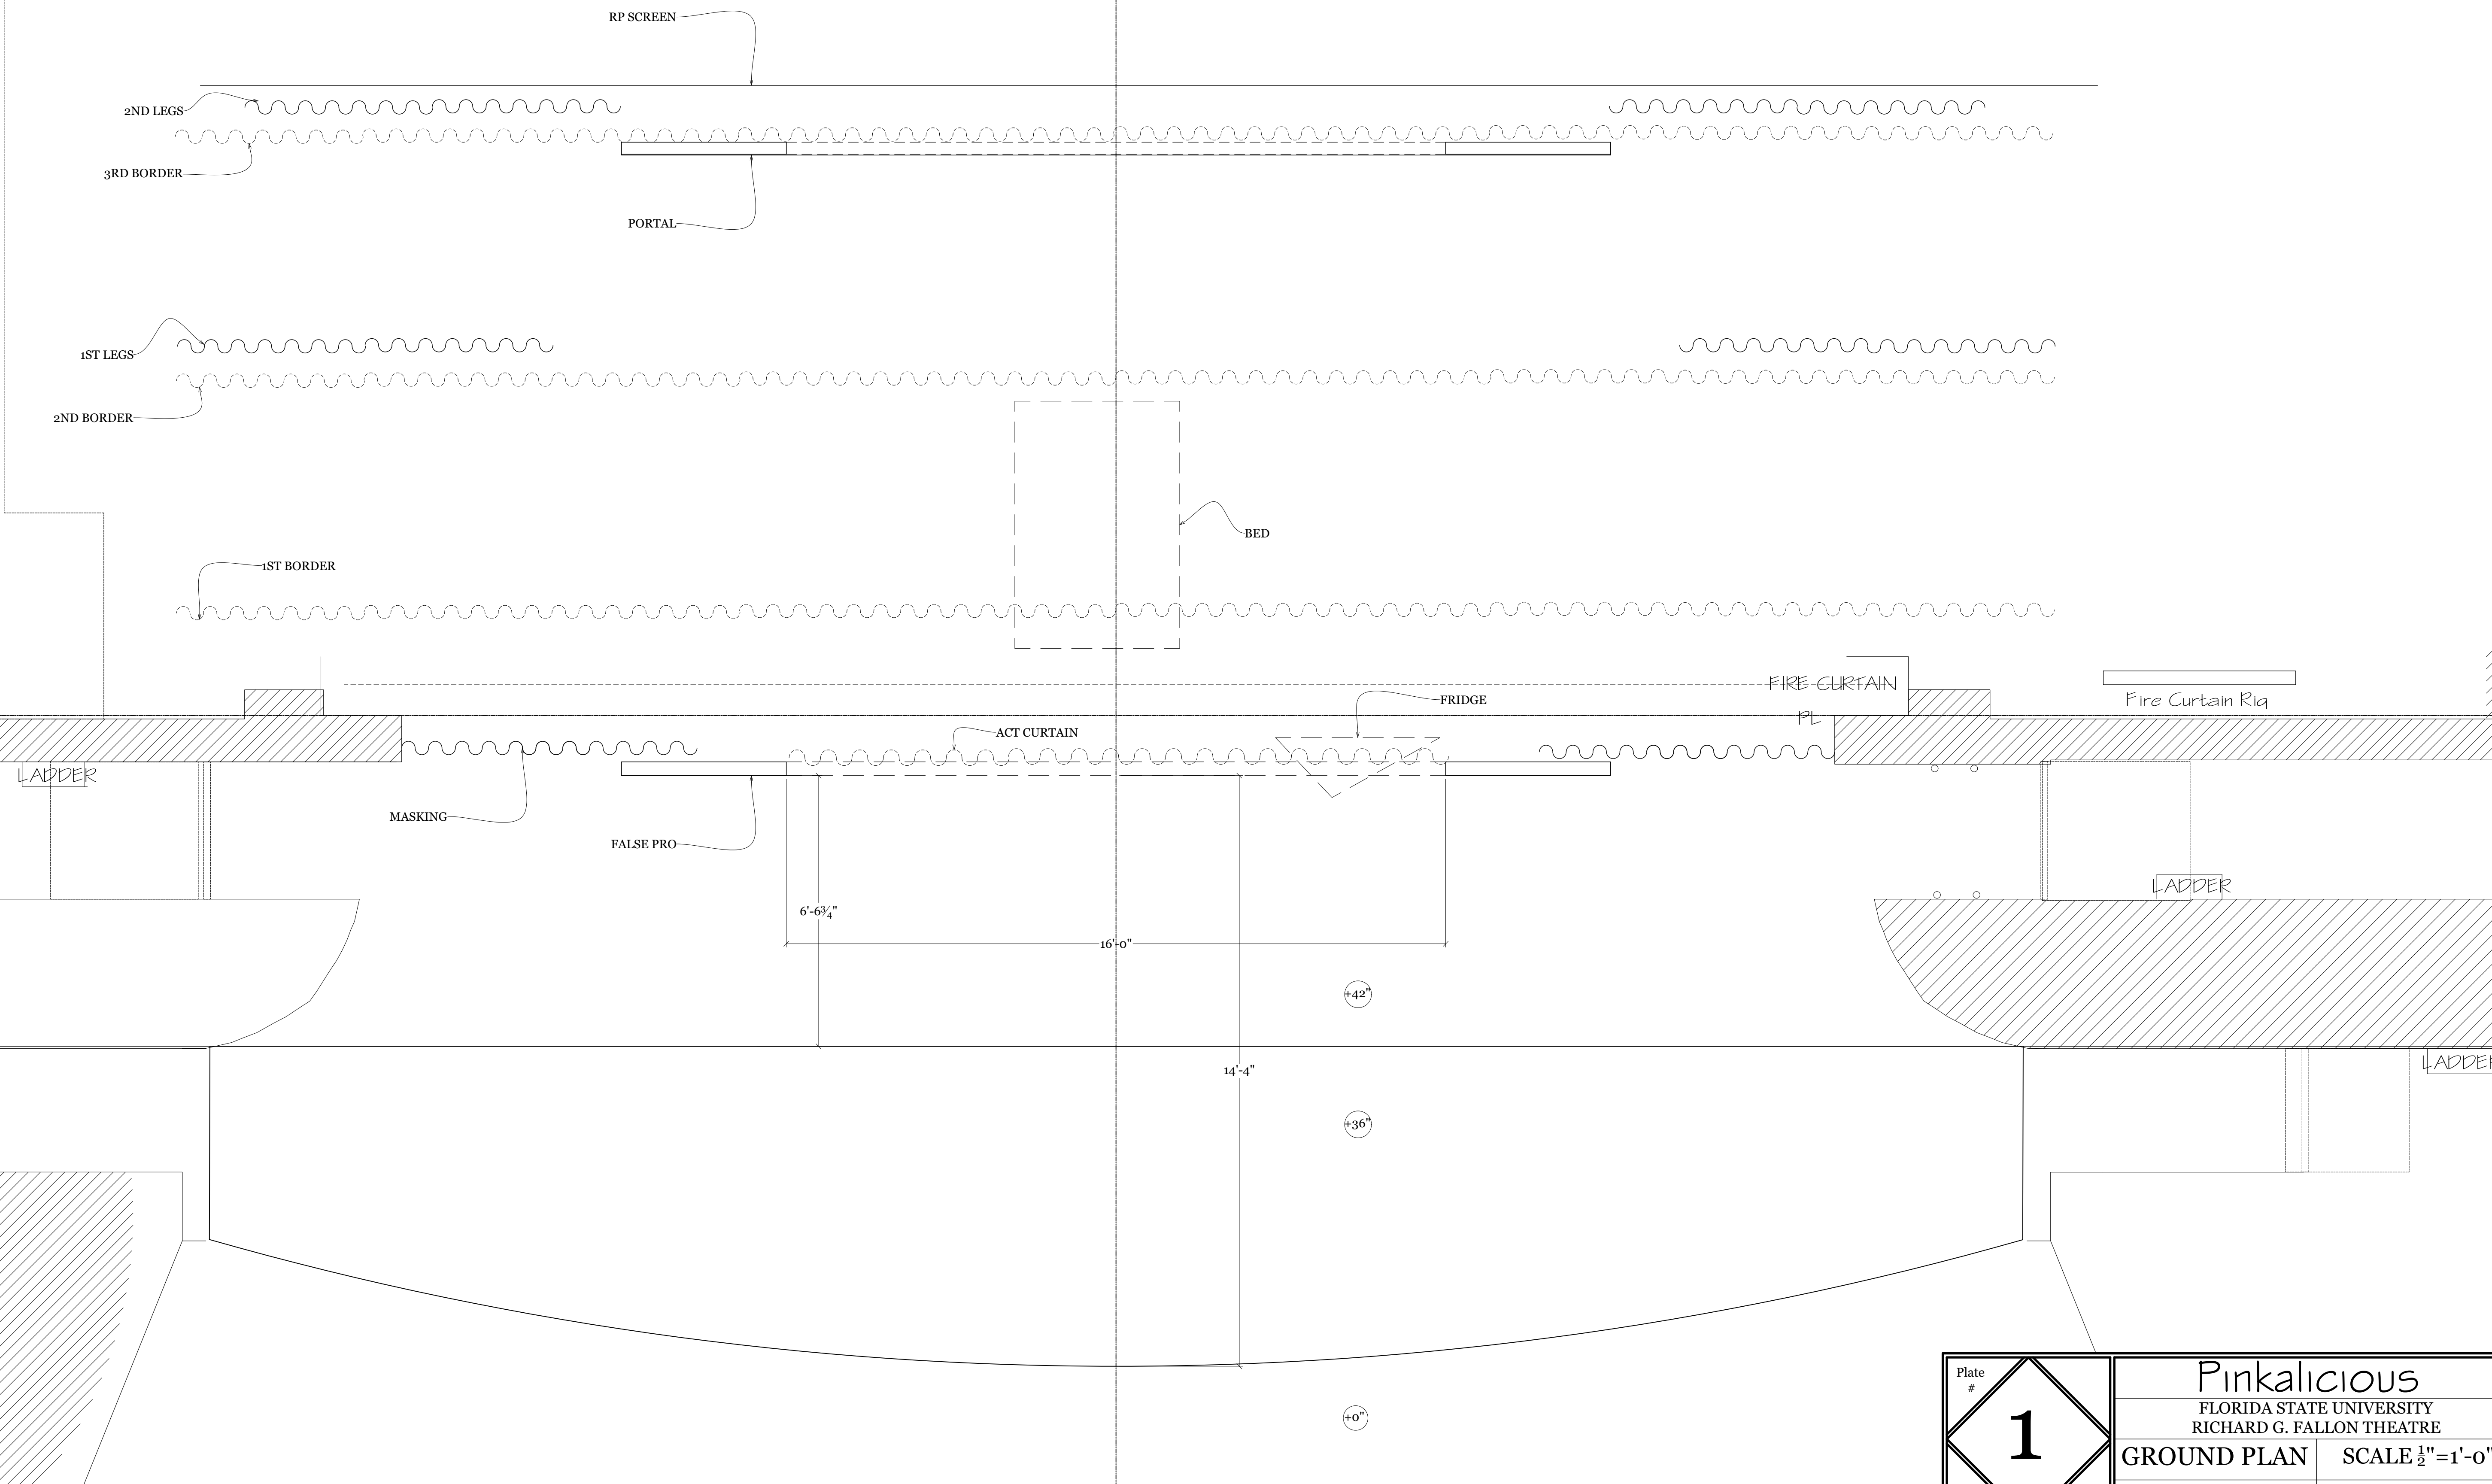 RP SCREEN
2ND LEGS
3RD BORDER
PORTAL
1ST LEGS
2ND BORDER
BED
1ST BORDER
FIRE CURTAIN
FRIDGE
Fire Curtain Rig
PL
ACT CURTAIN
LADDER
MASKING
FALSE PRO
LADDER
6'-6¾"
16'-0"
+42"
LADDER
14'-4"
+36"
Plate
#
1
Pinkalicious
FLORIDA STATE UNIVERSITY
RICHARD G. FALLON THEATRE
GROUND PLAN
SCALE ½"=1'-0"
+0"